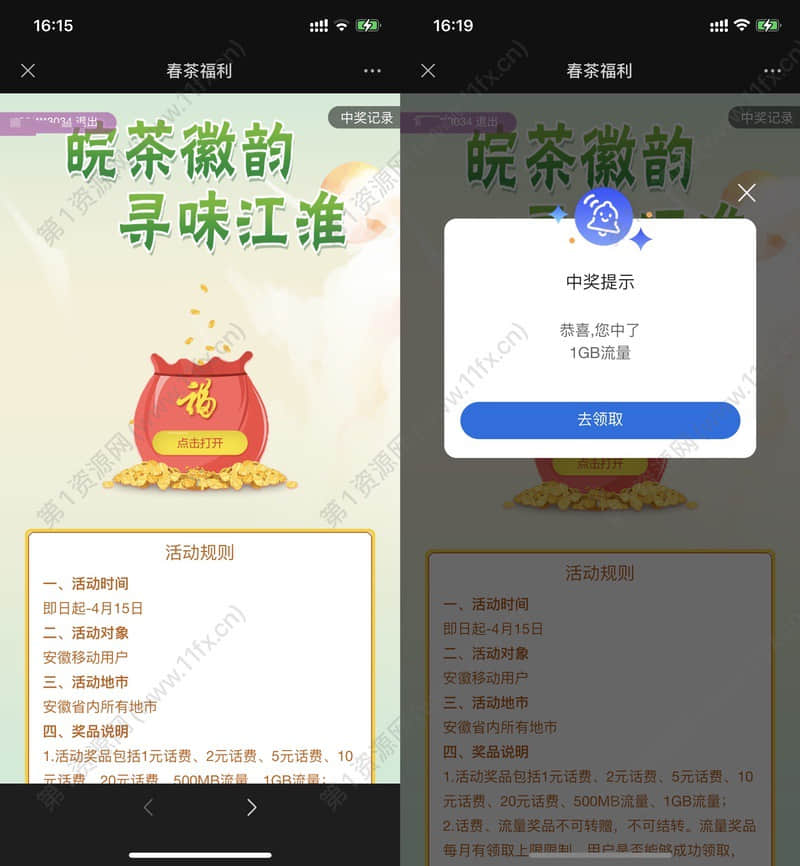 16:15
春茶福利
3034 退出
中奖记录
皖茶徽韵
寻味江淮
福
点击打开
活动规则
一、活动时间
即日起-4月15日
二、活动对象
安徽移动用户
三、活动地市
安徽省内所有地市
四、奖品说明
1.活动奖品包括1元话费、2元话费、5元话费、10
元话费、20元话费、500MB流量、1GB流量;
16:19
春茶福利
3034 退出
中奖记录
皖茶徽韵
中奖提示
恭喜,您中了
1GB流量
去领取
点击打开
活动规则
一、活动时间
即日起-4月15日
二、活动对象
安徽移动用户
三、活动地市
安徽省内所有地市
四、奖品说明
1.活动奖品包括1元话费、2元话费、5元话费、10
元话费、20元话费、500MB流量、1GB流量;
2.话费、流量奖品不可转赠，不可结转。流量奖品
每月有领取上限限制，用户是否能够成功领取，
第1资源网 (www.11fx.cn)